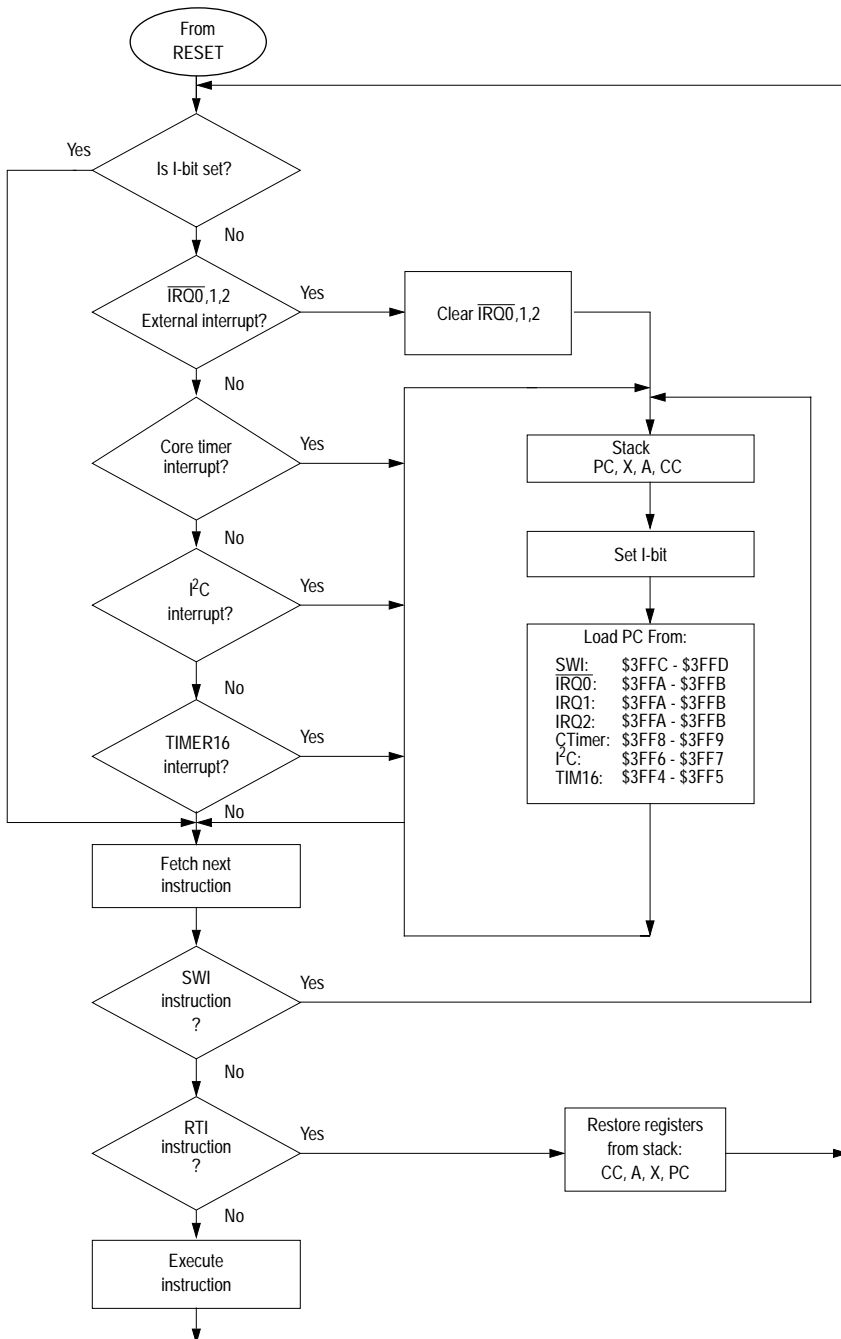 From
RESET
Yes
Is I-bit set?
No
IRQ0,1,2
External interrupt?
Yes
Clear IRQ0,1,2
No
Core timer
interrupt?
Yes
Stack
PC, X, A, CC
No
Set I-bit
I²C
interrupt?
Yes
Load PC From:
SWI: $3FFC - $3FFD
IRQ0: $3FFA - $3FFB
IRQ1: $3FFA - $3FFB
IRQ2: $3FFA - $3FFB
CTimer: $3FF8 - $3FF9
I²C: $3FF6 - $3FF7
TIM16: $3FF4 - $3FF5
No
TIMER16
interrupt?
Yes
No
Fetch next
instruction
SWI
instruction
?
Yes
No
RTI
instruction
?
Yes
Restore registers
from stack:
CC, A, X, PC
No
Execute
instruction